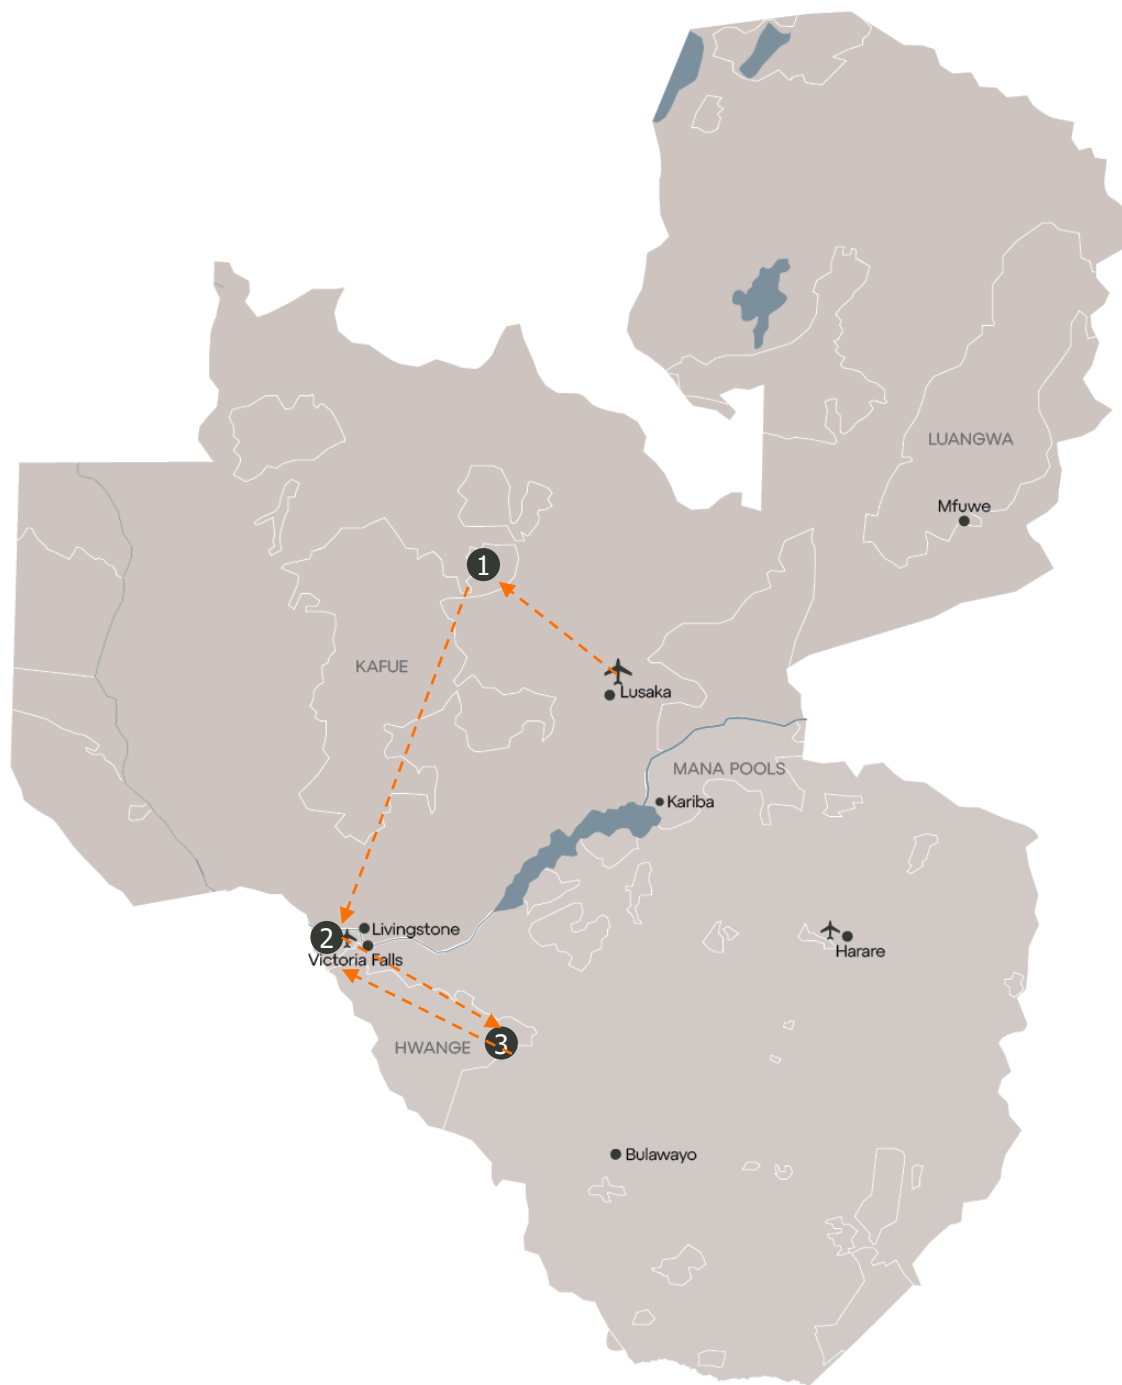 LUANGWA
Mfuwe
1
KAFUE
Lusaka
MANA POOLS
Kariba
Livingstone
2
Victoria Falls
Harare
3
HWANGE
Bulawayo